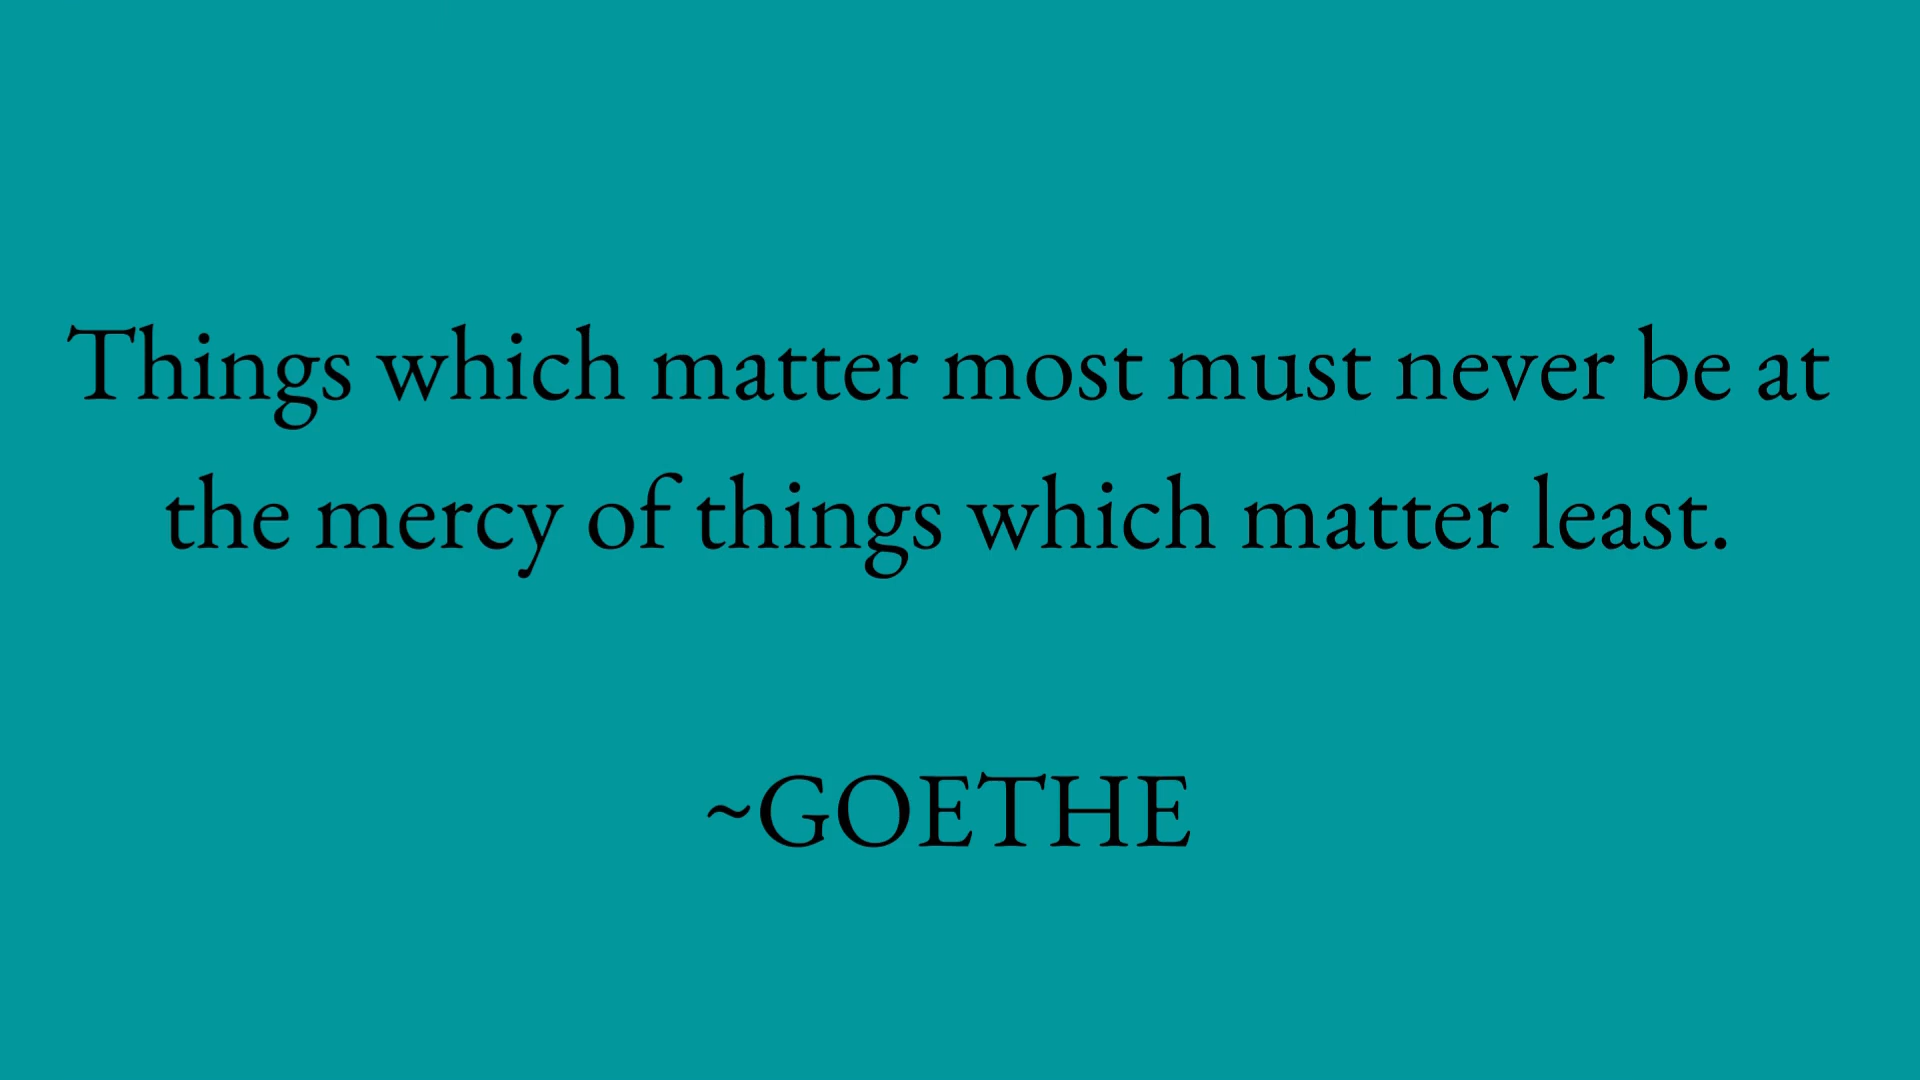 Things which matter most must never be at
the mercy of things which matter least.
~GOETHE